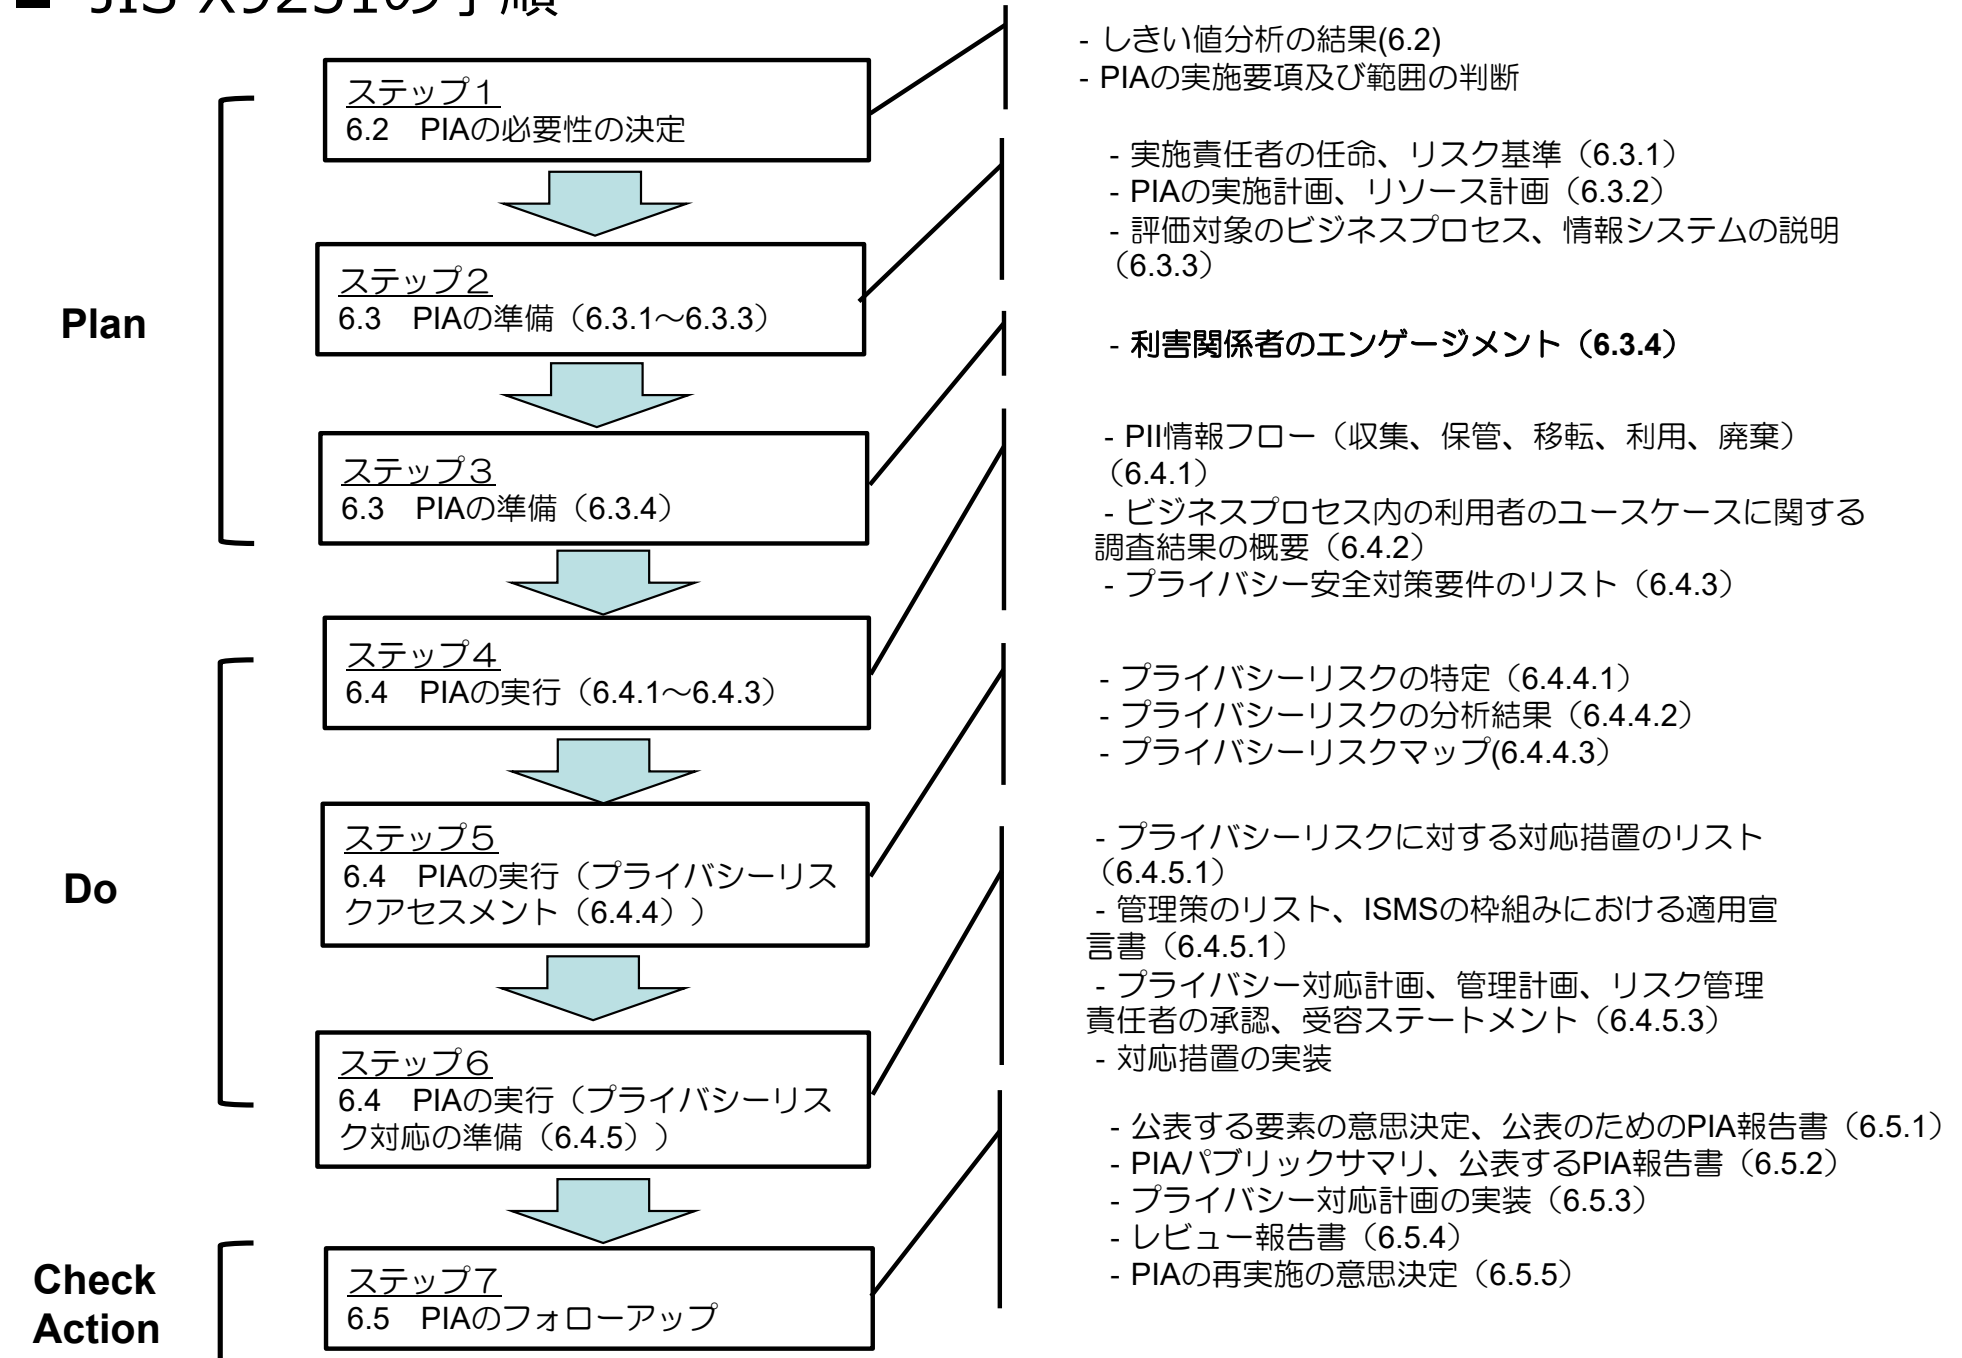 ■ JIS X9251の手順
- しきい値分析の結果(6.2)
- PIAの実施要項及び範囲の判断
ステップ１
6.2　PIAの必要性の決定
- 実施責任者の任命、リスク基準（6.3.1）
- PIAの実施計画、リソース計画（6.3.2）
- 評価対象のビジネスプロセス、情報システムの説明
（6.3.3）
ステップ２
6.3　PIAの準備（6.3.1～6.3.3）
Plan
- 利害関係者のエンゲージメント（6.3.4）
ステップ３
6.3　PIAの準備（6.3.4）
- PII情報フロー（収集、保管、移転、利用、廃棄）
（6.4.1）
- ビジネスプロセス内の利用者のユースケースに関する
調査結果の概要（6.4.2）
- プライバシー安全対策要件のリスト（6.4.3）
ステップ４
6.4　PIAの実行（6.4.1～6.4.3）
- プライバシーリスクの特定（6.4.4.1）
- プライバシーリスクの分析結果（6.4.4.2）
- プライバシーリスクマップ(6.4.4.3）
ステップ５
6.4　PIAの実行（プライバシーリス
クアセスメント（6.4.4））
Do
- プライバシーリスクに対する対応措置のリスト
（6.4.5.1）
- 管理策のリスト、ISMSの枠組みにおける適用宣
言書（6.4.5.1）
- プライバシー対応計画、管理計画、リスク管理
責任者の承認、受容ステートメント（6.4.5.3）
- 対応措置の実装
ステップ６
6.4　PIAの実行（プライバシーリス
ク対応の準備（6.4.5））
- 公表する要素の意思決定、公表のためのPIA報告書（6.5.1）
- PIAパブリックサマリ、公表するPIA報告書（6.5.2）
- プライバシー対応計画の実装（6.5.3）
- レビュー報告書（6.5.4）
- PIAの再実施の意思決定（6.5.5）
Check
Action
ステップ７
6.5　PIAのフォローアップ